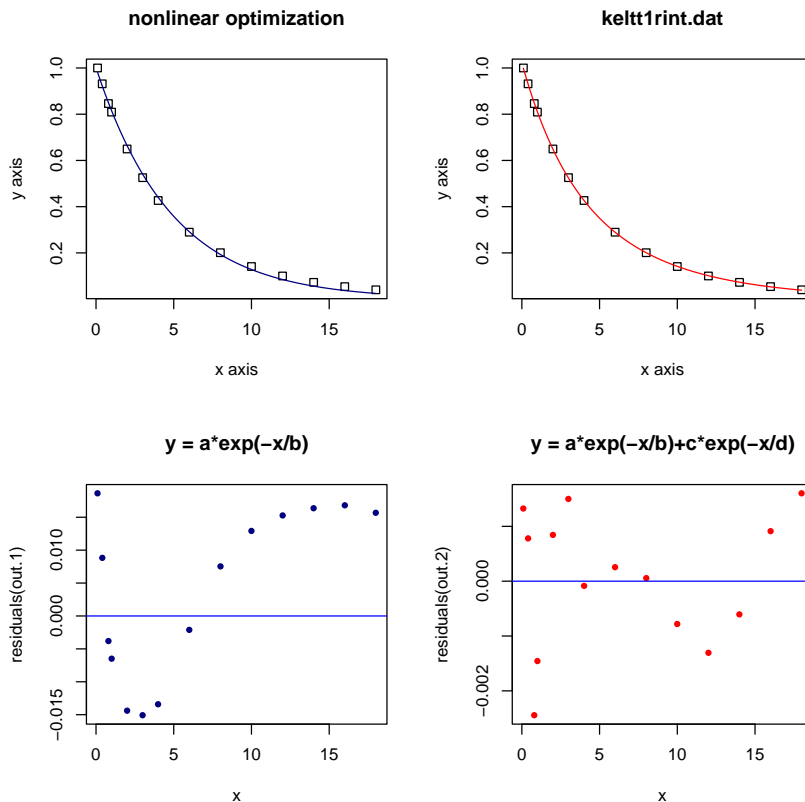 nonlinear optimization
y axis
1.0
0.8
0.6
0.4
0.2
0
5
10
15
x axis
keltt1rint.dat
y axis
1.0
0.8
0.6
0.4
0.2
0
5
10
15
x axis
y = a*exp(−x/b)
residuals(out.1)
0.010
0.000
−0.015
0
5
10
15
x
y = a*exp(−x/b)+c*exp(−x/d)
residuals(out.2)
0.000
−0.002
0
5
10
15
x